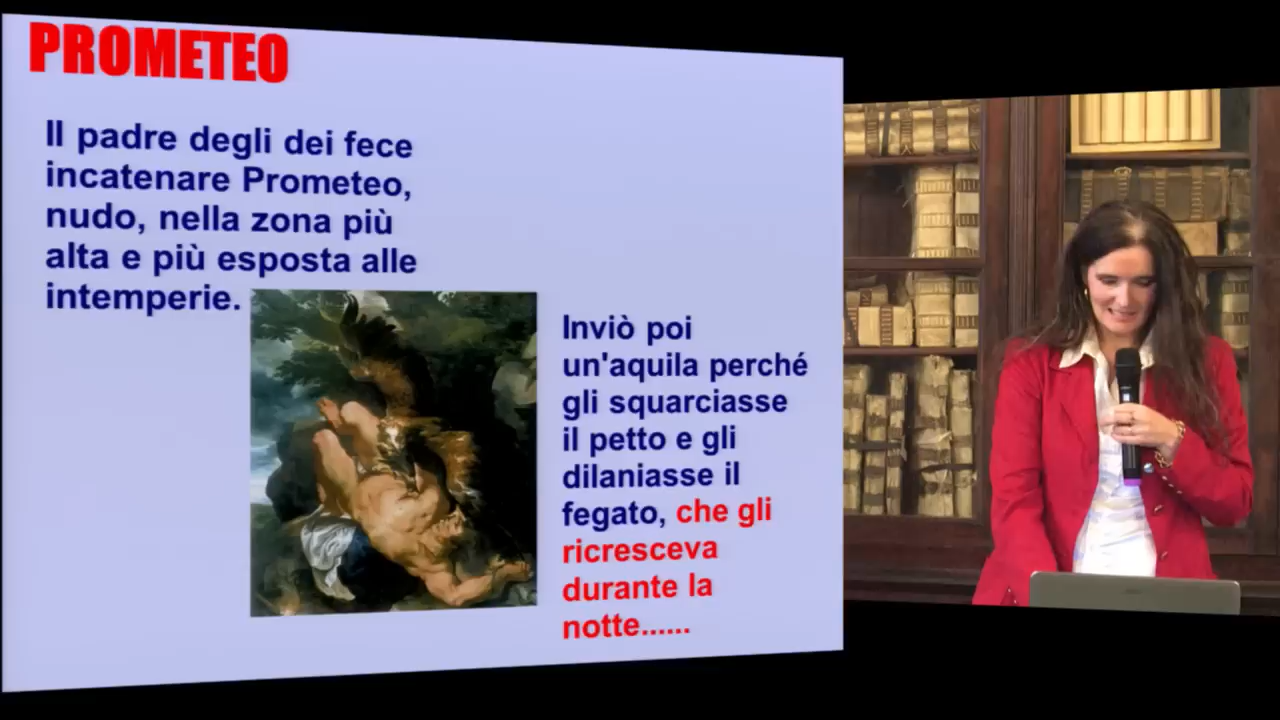 PROMETEO
Il padre degli dei fece
incatenare Prometeo,
nudo, nella zona più
alta e più esposta alle
intemperie.
Inviò poi
un'aquila perché
gli squarciasse
il petto e gli
dilaniasse il
fegato, che gli
ricresceva
durante la
notte......